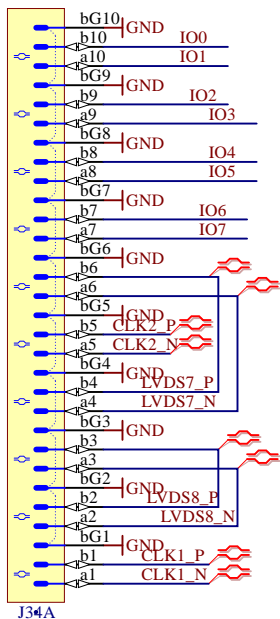 bG10 GND
b10 IO0
a10 IO1
bG9 GND
b9 IO2
a9 IO3
bG8 GND
b8 IO4
a8 IO5
bG7 GND
b7 IO6
a7 IO7
bG6 GND
b6
a6
bG5 GND
b5 CLK2_P
a5 CLK2_N
bG4 GND
b4 LVDS7_P
a4 LVDS7_N
bG3 GND
b3
a3
bG2 GND
b2 LVDS8_P
a2 LVDS8_N
bG1 GND
b1 CLK1_P
a1 CLK1_N
J34A